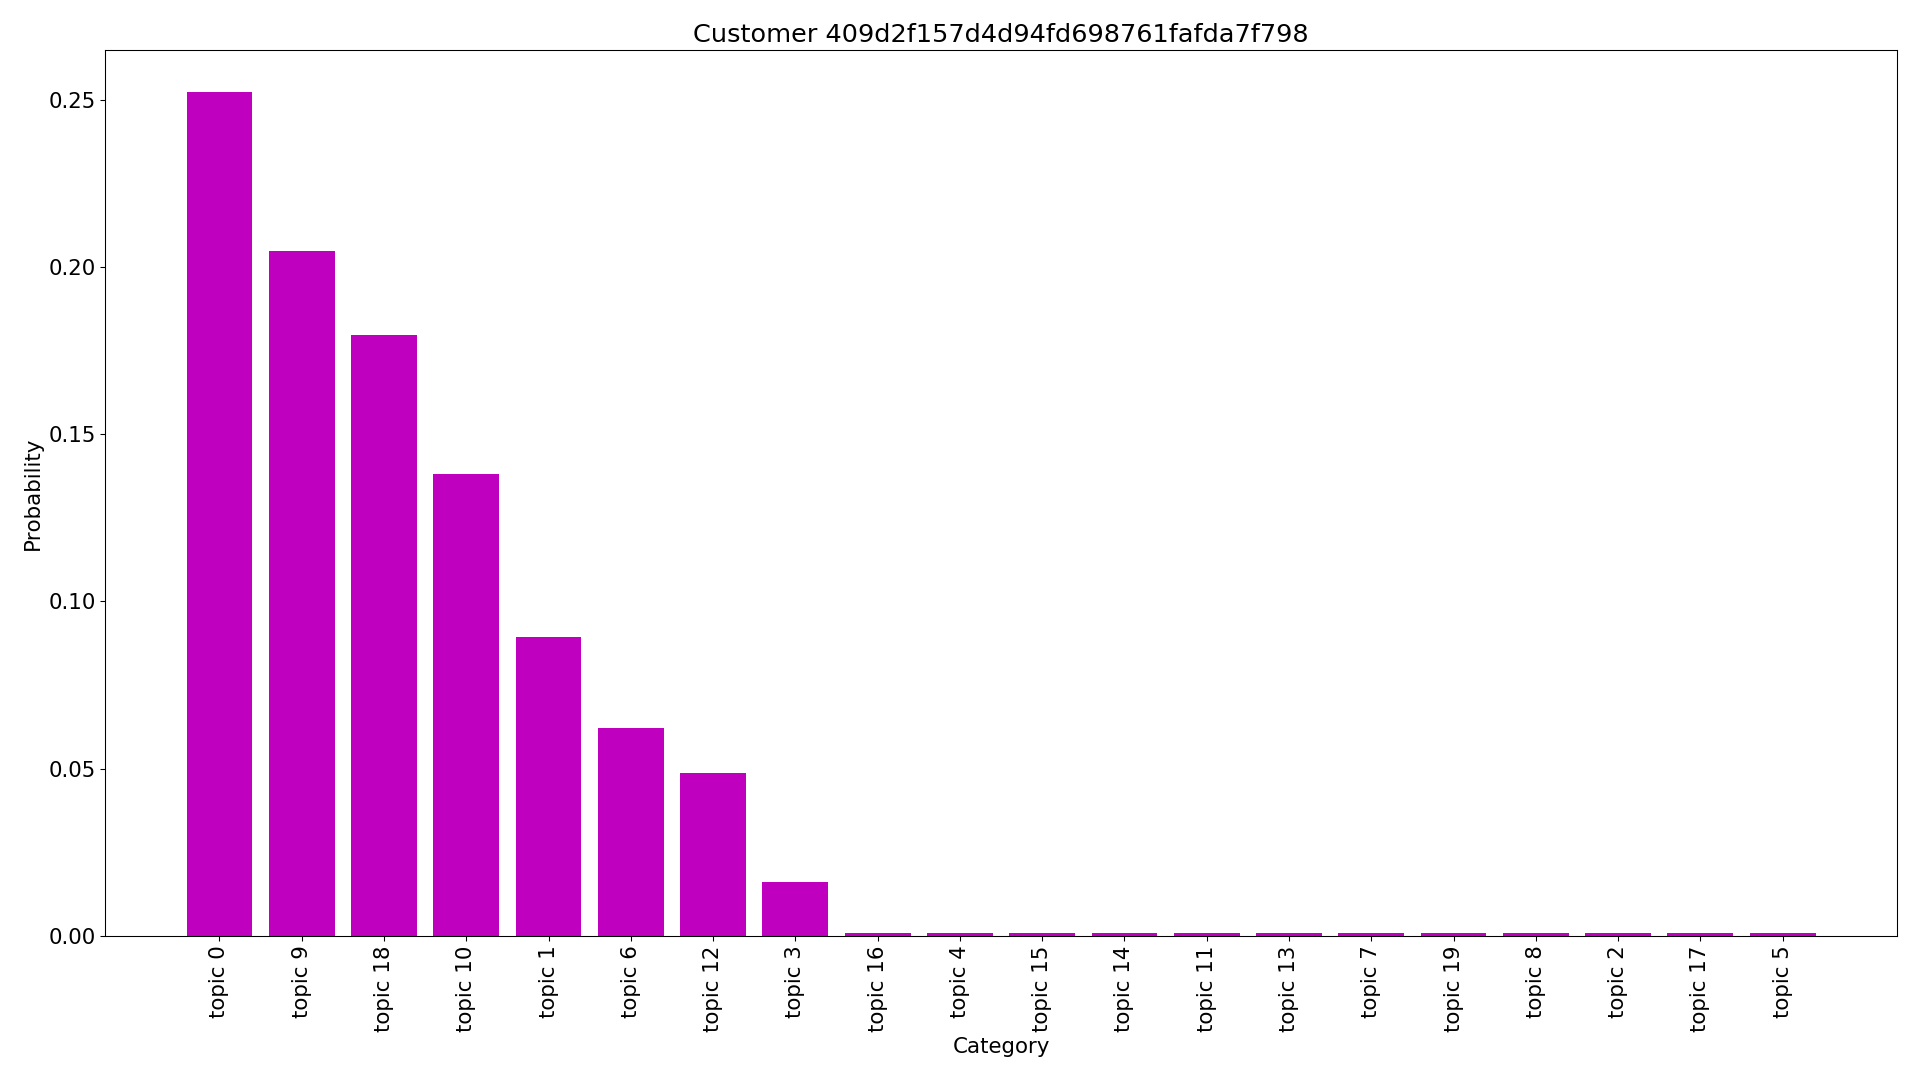 Customer 409d2f157d4d94fd698761fafda7f798
Probability
0.25
0.20
0.15
0.10
0.05
0.00
topic 0
topic 9
topic 18
topic 10
topic 1
topic 6
topic 12
topic 3
topic 16
topic 4
topic 15
topic 14
topic 11
topic 13
topic 7
topic 19
topic 8
topic 2
topic 17
topic 5
Category